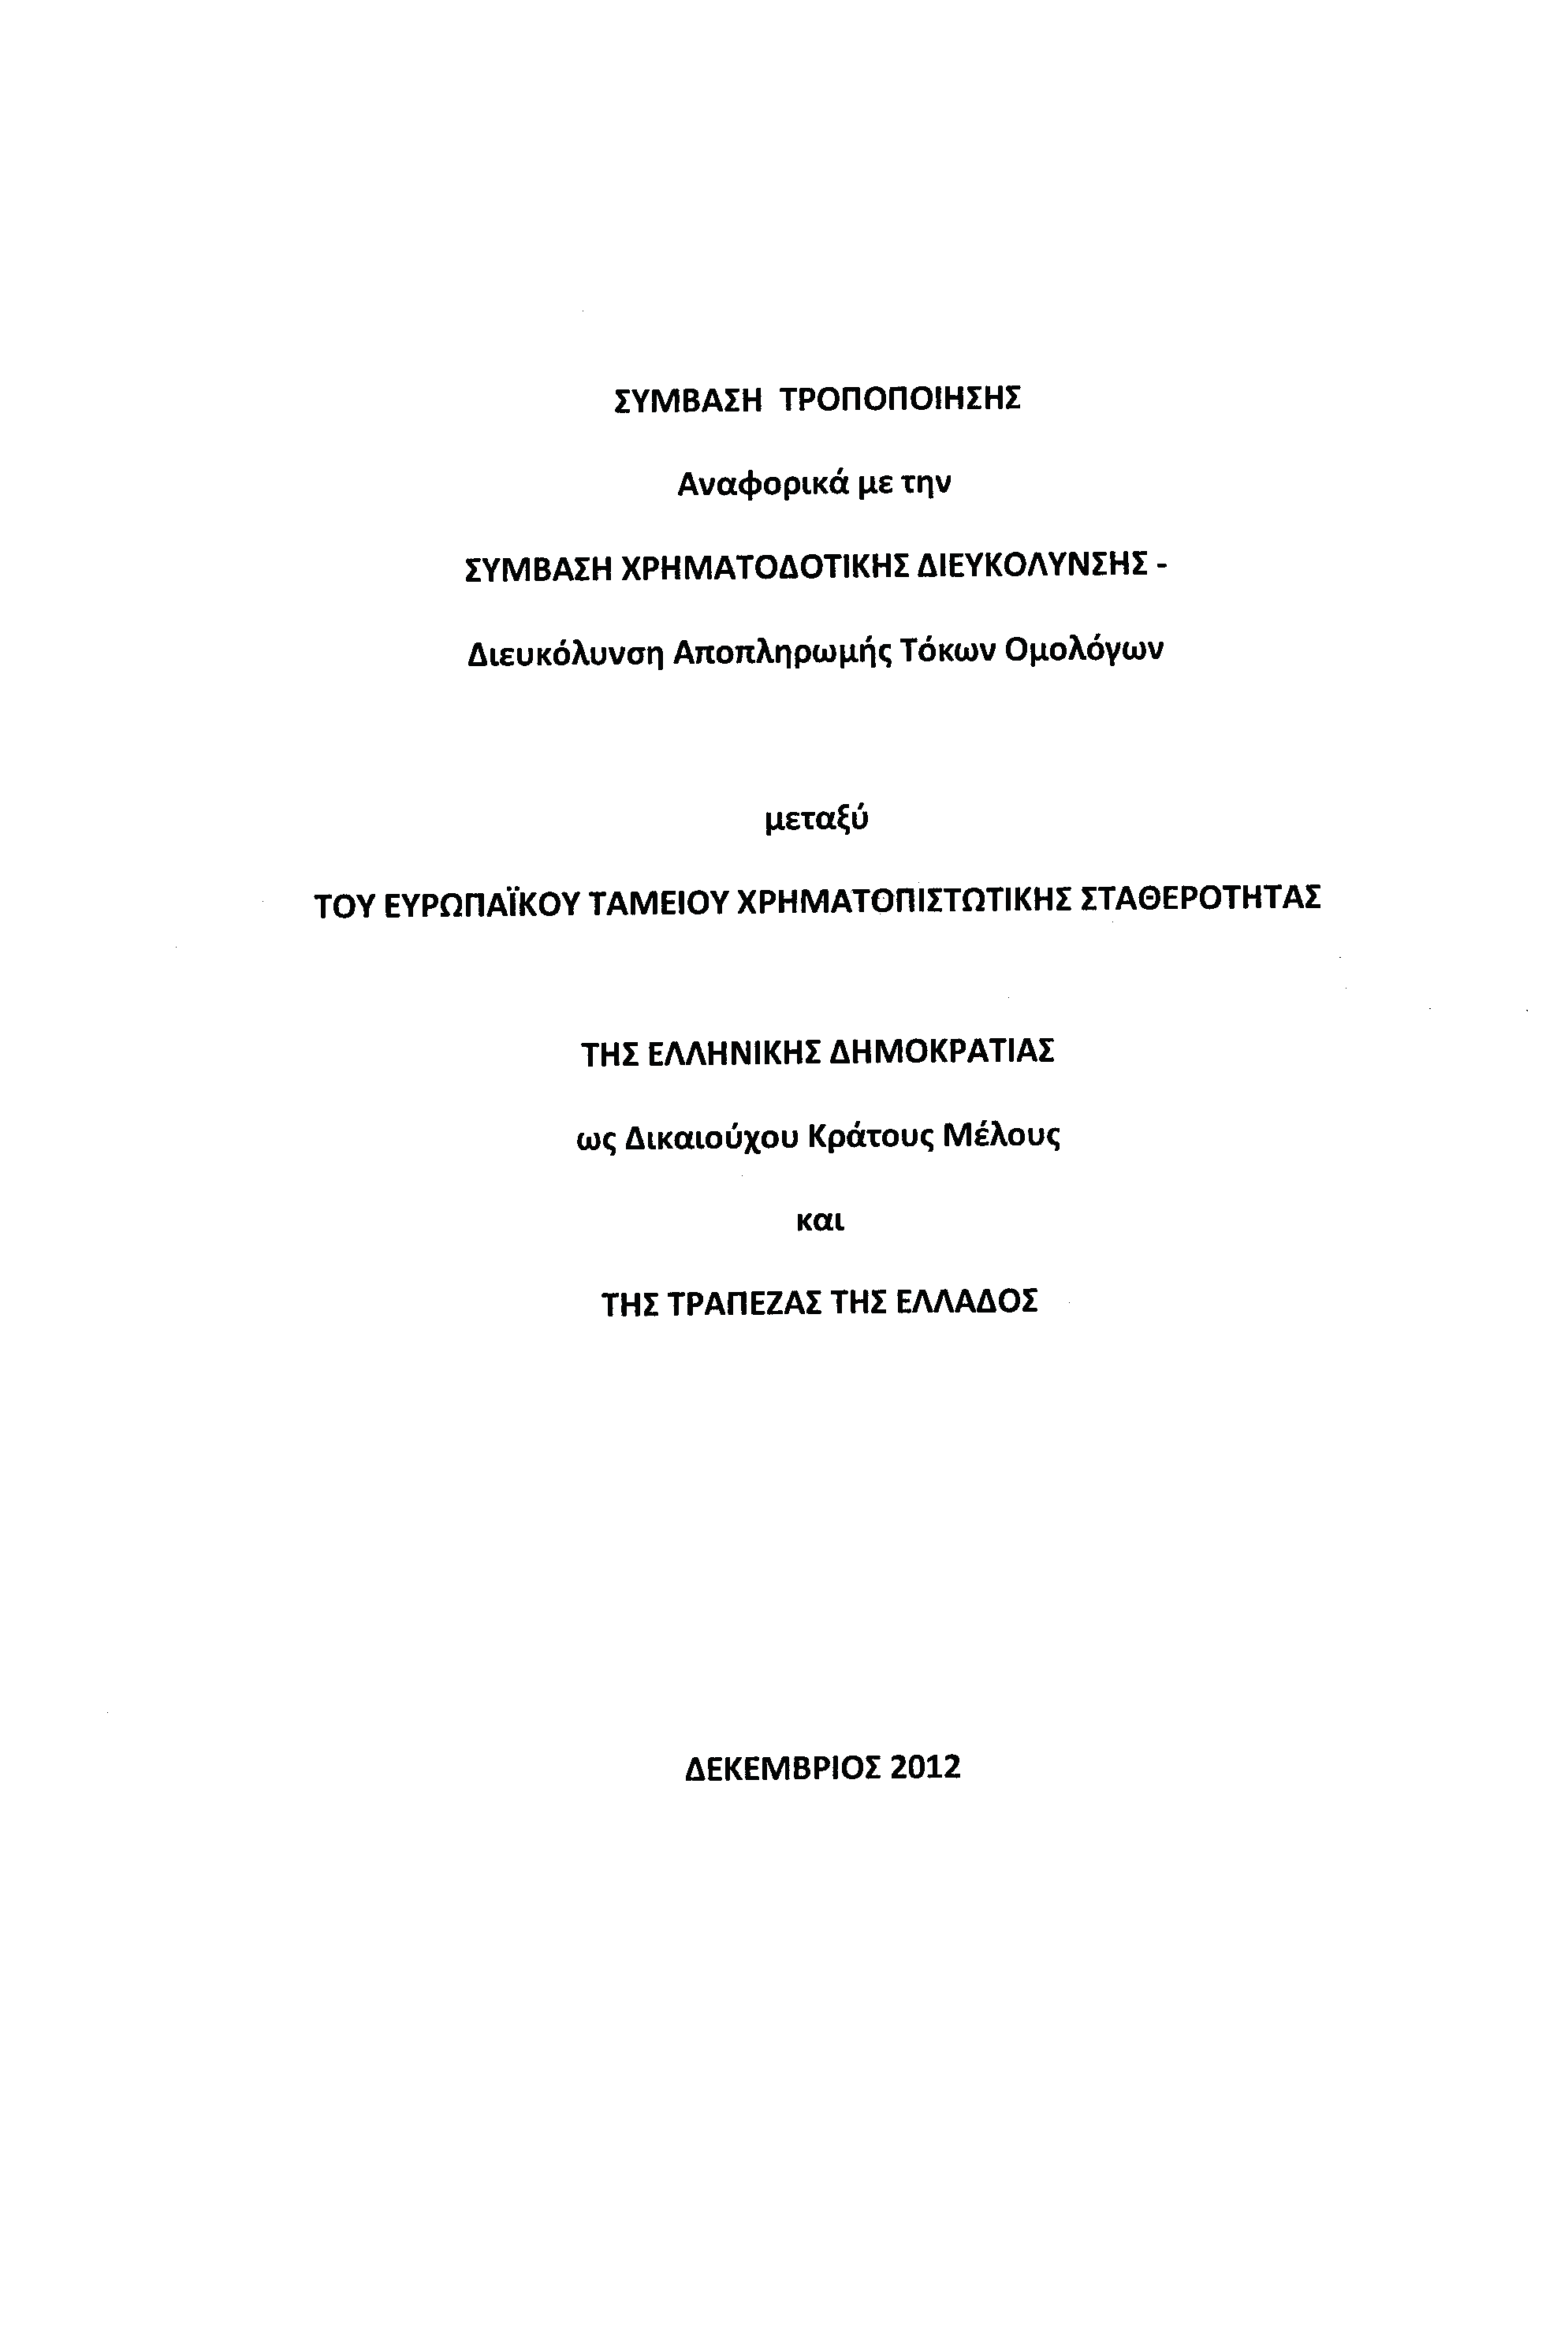 ΣΥΜΒΑΣΗ ΤΡΟΠΟΠΟΙΗΣΗΣ
Αναφορικά με την
ΣΥΜΒΑΣΗ ΧΡΗΜΑΤΟΔΟΤΙΚΗΣ ΔΙΕΥΚΟΛΥΝΣΗΣ -
Διευκόλυνση Αποπληρωμής Τόκων Ομολόγων
μεταξύ
ΤΟΥ ΕΥΡΩΠΑΪΚΟΥ ΤΑΜΕΙΟΥ ΧΡΗΜΑΤΟΠΙΣΤΩΤΙΚΗΣ ΣΤΑΘΕΡΟΤΗΤΑΣ
ΤΗΣ ΕΛΛΗΝΙΚΗΣ ΔΗΜΟΚΡΑΤΙΑΣ
ως Δικαιούχου Κράτους Μέλους
και
ΤΗΣ ΤΡΑΠΕΖΑΣ ΤΗΣ ΕΛΛΑΔΟΣ
ΔΕΚΕΜΒΡΙΟΣ 2012